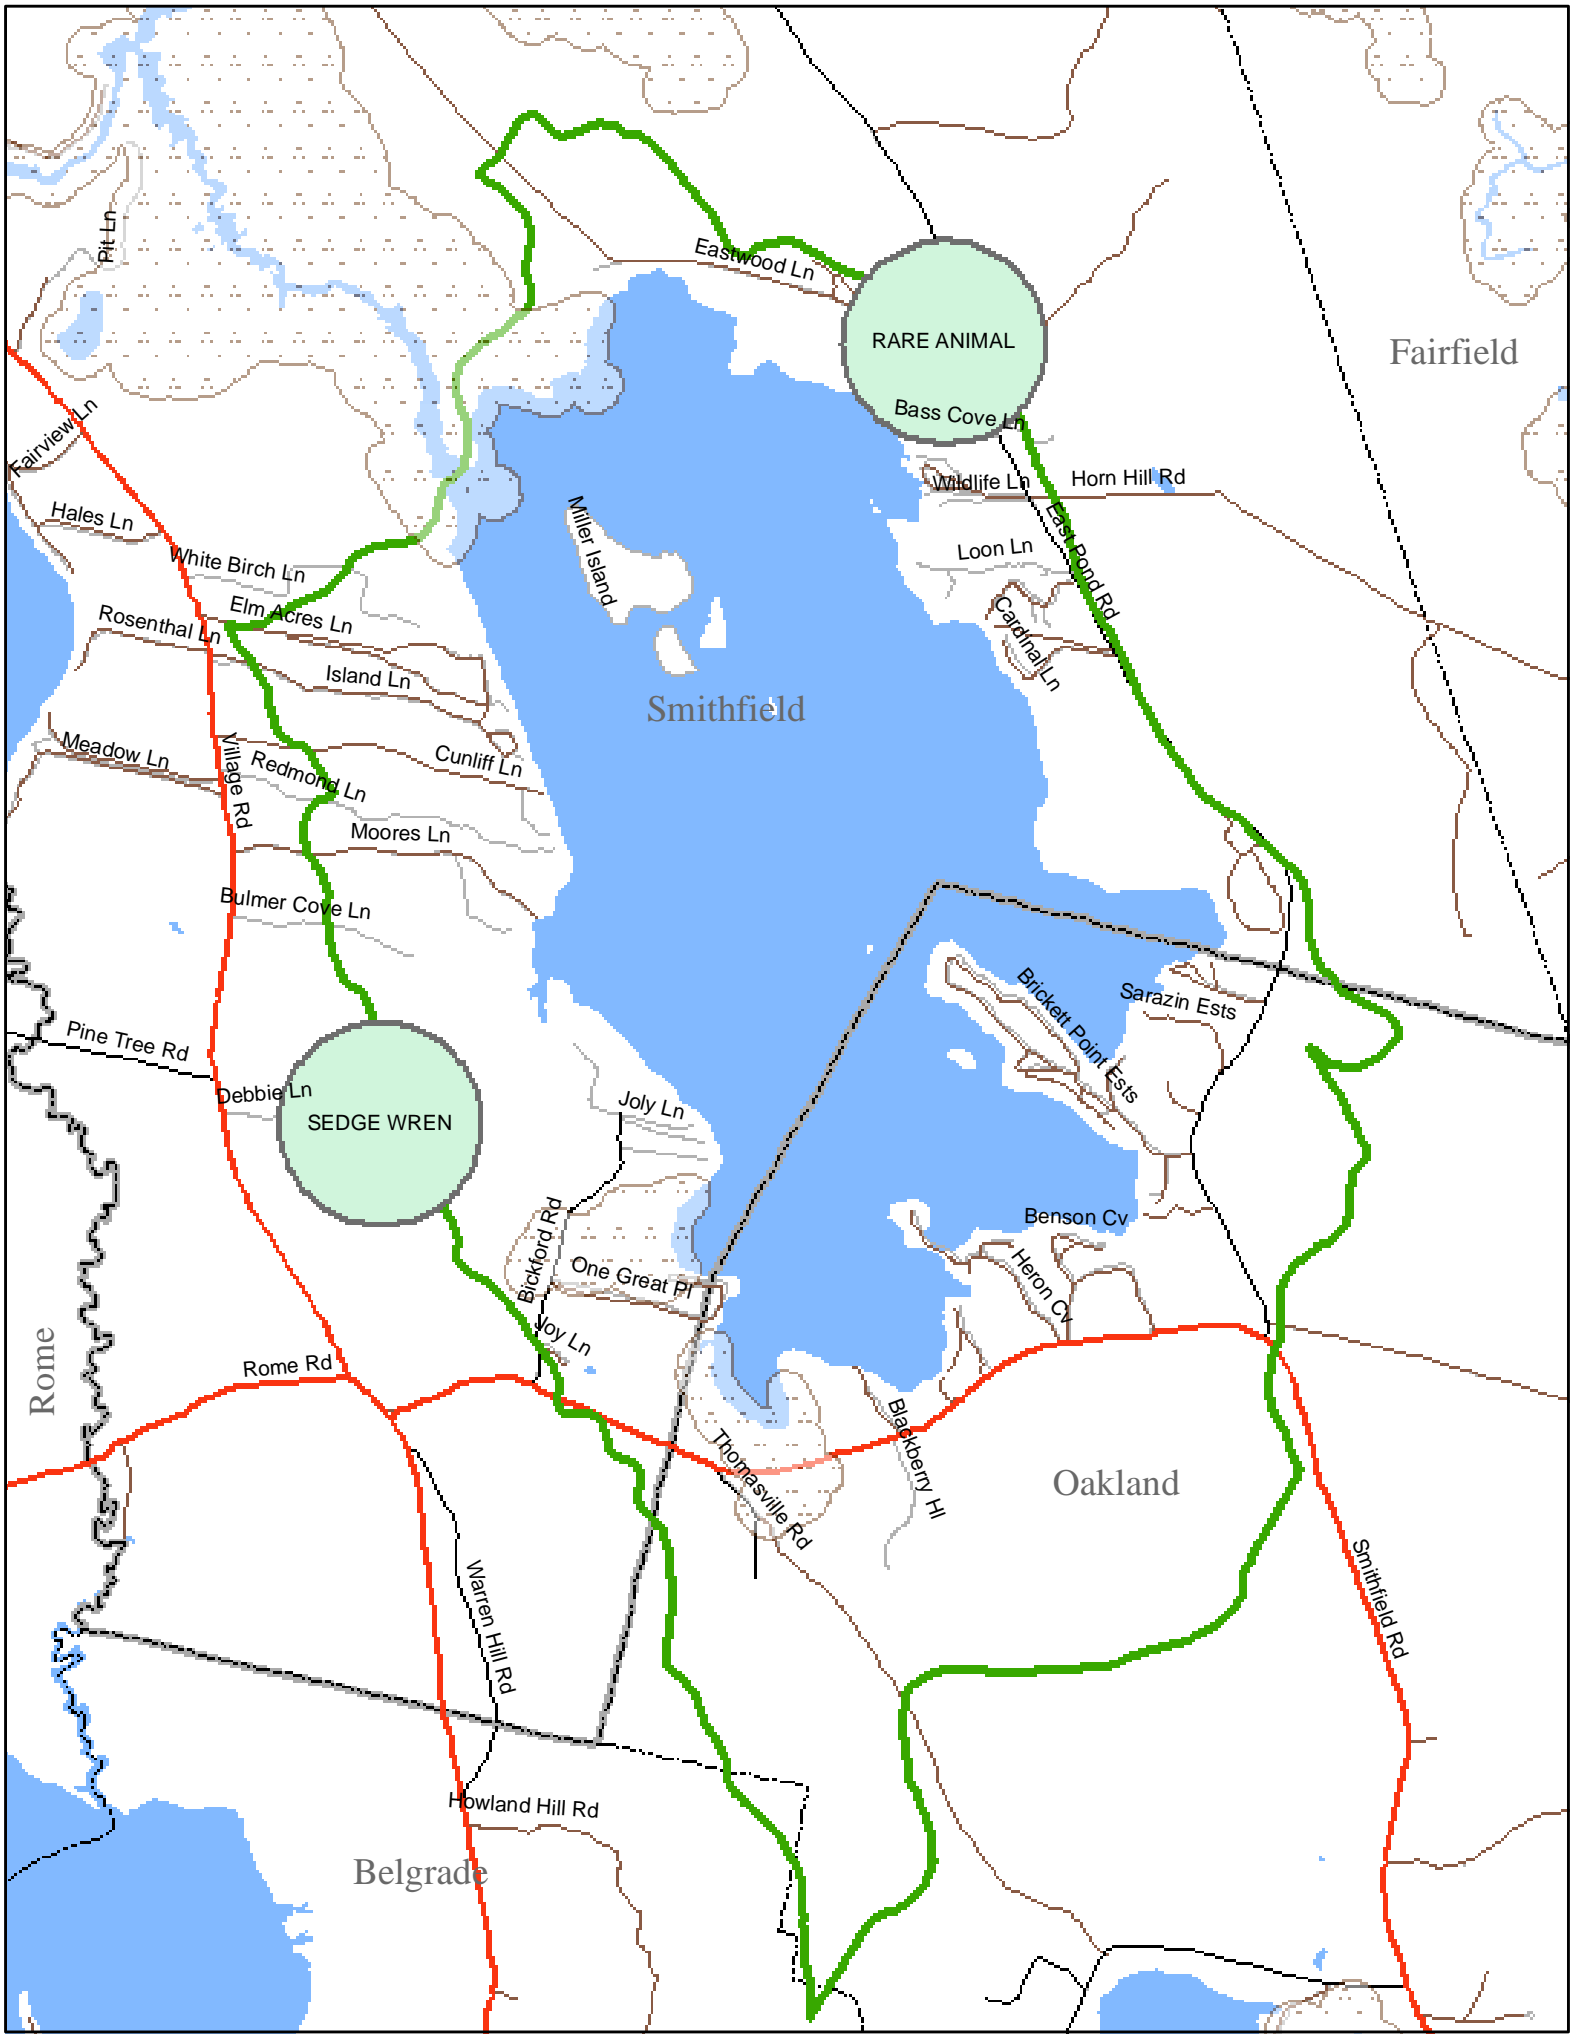 Pit Ln
Eastwood Ln
RARE ANIMAL
Fairfield
Bass Cove Ln
Fairview Ln
Wildlife Ln
Horn Hill Rd
Hales Ln
Miller Island
East Pond Rd
Loon Ln
White Birch Ln
Elm Acres Ln
Rosenthal Ln
Cardinal Ln
Island Ln
Smithfield
Meadow Ln
Village Rd
Redmond Ln
Cunliff Ln
Moores Ln
Bulmer Cove Ln
Brickett Point Ests
Sarazin Ests
Pine Tree Rd
Debbie Ln
SEDGE WREN
Joly Ln
Benson Cv
Bickford Rd
One Great Pl
Heron Cv
Joy Ln
Rome
Rome Rd
Blackberry Hl
Thomasville Rd
Oakland
Smithfield Rd
Warren Hill Rd
Howland Hill Rd
Belgrade